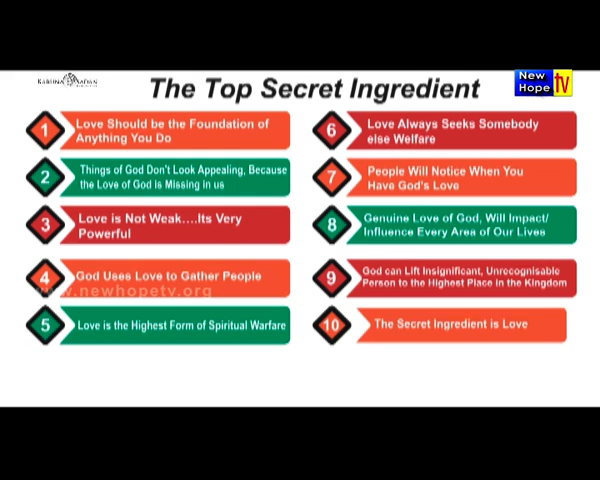 KARUNA SADAN
The Top Secret Ingredient
New
Hope
tv
1
Love Should be the Foundation of
Anything You Do
2
Things of God Don't Look Appealing, Because
the Love of God is Missing in us
3
Love is Not Weak....Its Very
Powerful
4
God Uses Love to Gather People
www.newhopetv.org
5
Love is the Highest Form of Spiritual Warfare
6
Love Always Seeks Somebody
else Welfare
7
People Will Notice When You
Have God's Love
8
Genuine Love of God, Will Impact/
Influence Every Area of Our Lives
9
God can Lift Insignificant, Unrecognisable
Person to the Highest Place in the Kingdom
10
The Secret Ingredient is Love